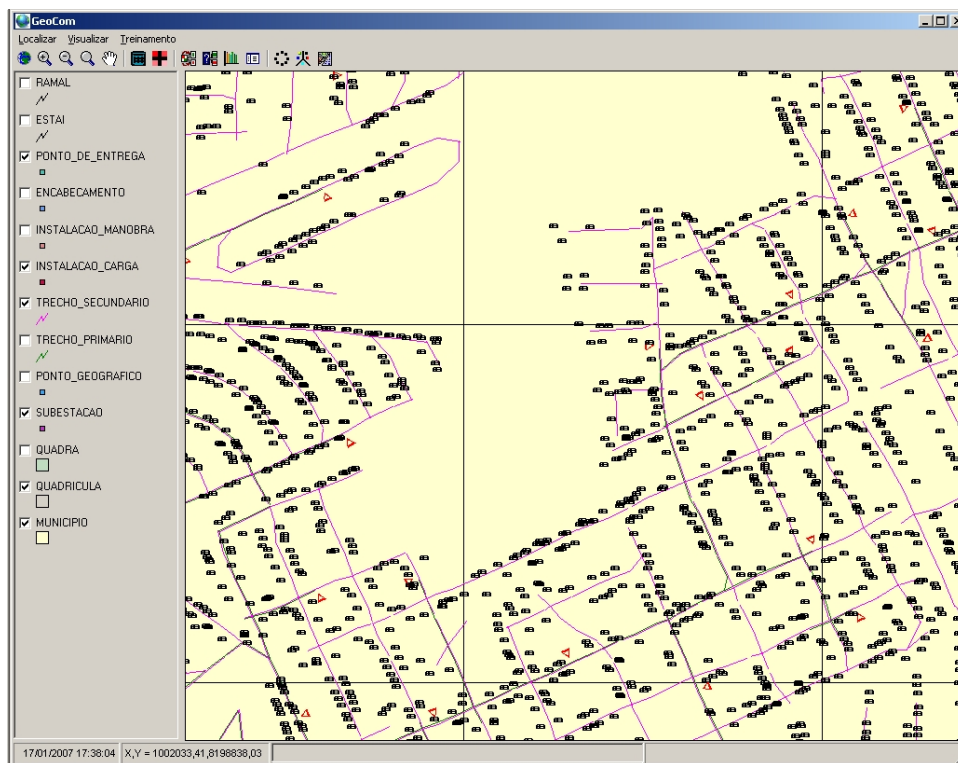 GeoCom
Localizar Visualizar Treinamento
RAMAL
ESTAI
PONTO_DE_ENTREGA
ENCABECAMENTO
INSTALACAO_MANOBRA
INSTALACAO_CARGA
TRECHO_SECUNDARIO
TRECHO_PRIMARIO
PONTO_GEOGRAFICO
SUBESTACAO
QUADRA
QUADRICULA
MUNICIPIO
17/01/2007 17:38:04 X,Y = 1002033,41,8198838,03